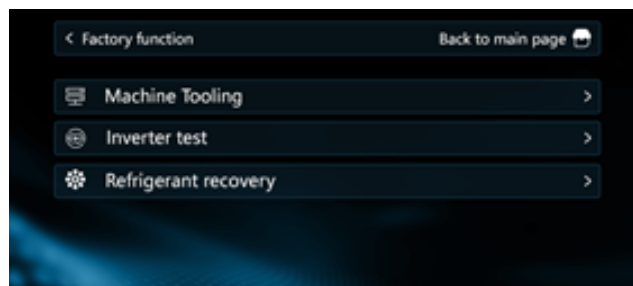 Factory function
Back to main page
Machine Tooling
Inverter test
Refrigerant recovery